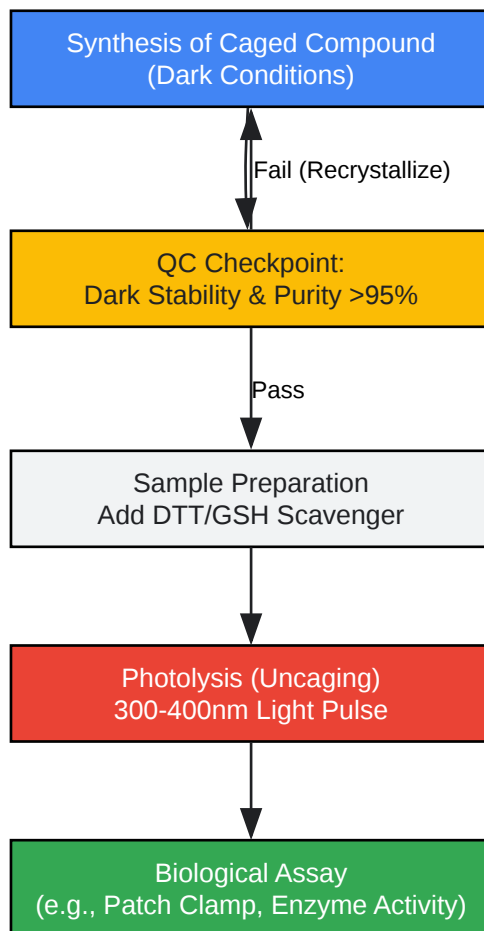 Synthesis of Caged Compound
(Dark Conditions)
Fail (Recrystallize)
QC Checkpoint:
Dark Stability & Purity >95%
Pass
Sample Preparation
Add DTT/GSH Scavenger
Photolysis (Uncaging)
300-400nm Light Pulse
Biological Assay
(e.g., Patch Clamp, Enzyme Activity)